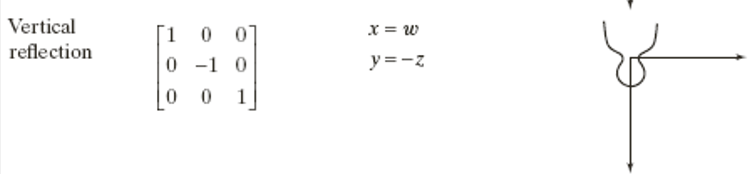 Vertical
reflection
1 0 0
0 −1 0
0 0 1
x = w
y = −z